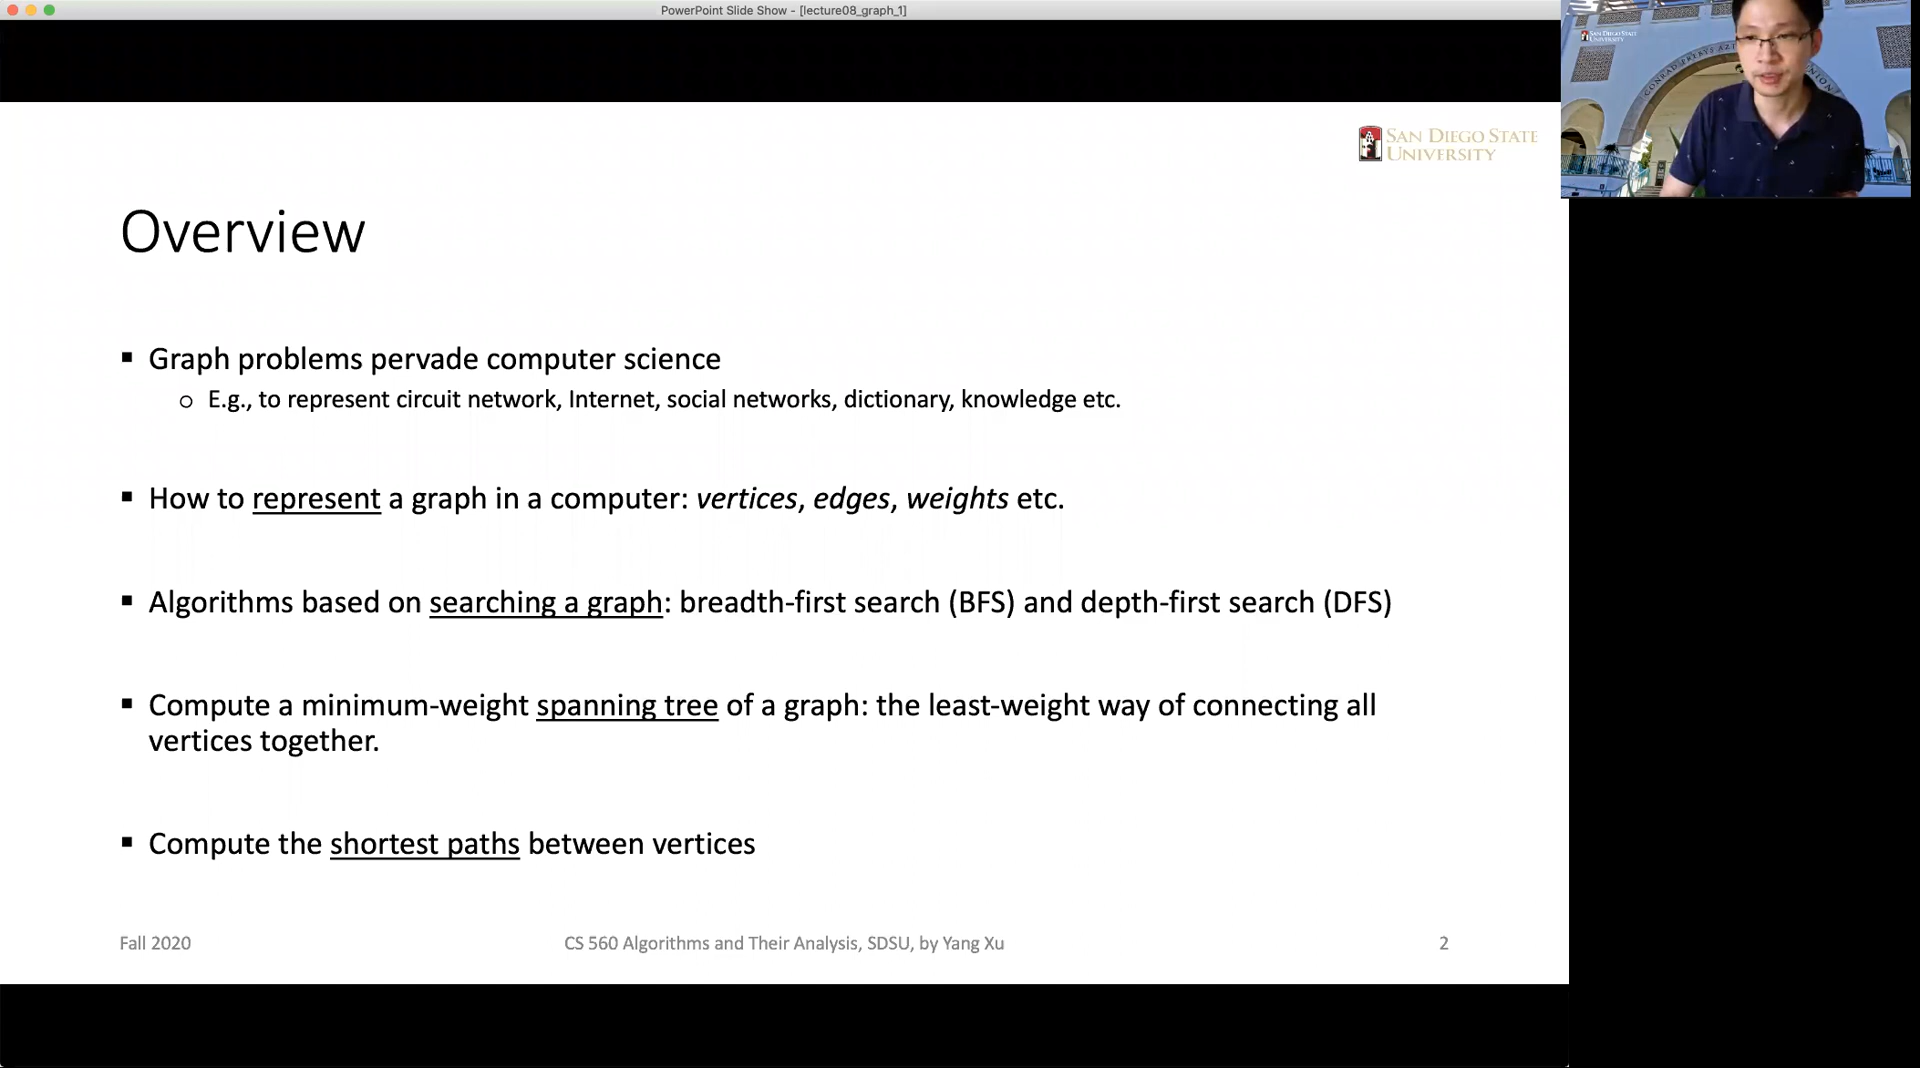 PowerPoint Slide Show - [lecture08_graph_1]
SAN DIEGO STATE
UNIVERSITY
SAN DIEGO STATE
UNIVERSITY
Overview
▪ Graph problems pervade computer science
o E.g., to represent circuit network, Internet, social networks, dictionary, knowledge etc.
▪ How to represent a graph in a computer: vertices, edges, weights etc.
▪ Algorithms based on searching a graph: breadth-first search (BFS) and depth-first search (DFS)
▪ Compute a minimum-weight spanning tree of a graph: the least-weight way of connecting all
vertices together.
▪ Compute the shortest paths between vertices
Fall 2020
CS 560 Algorithms and Their Analysis, SDSU, by Yang Xu
2